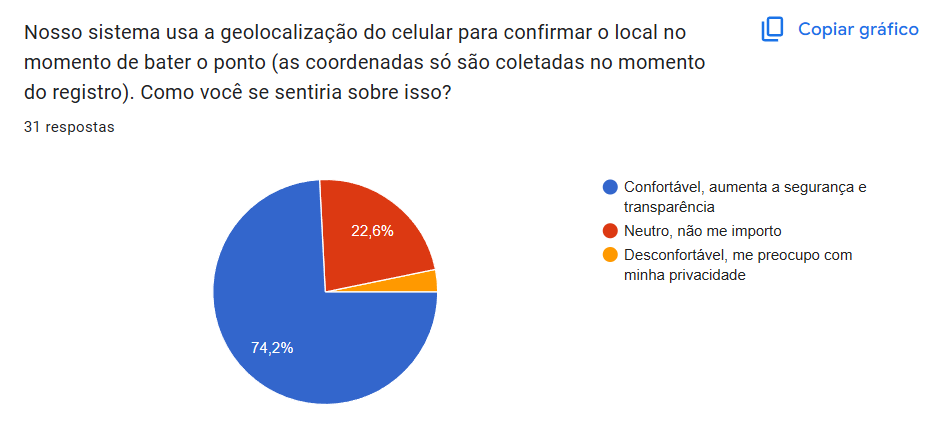 Nosso sistema usa a geolocalização do celular para confirmar o local no
momento de bater o ponto (as coordenadas só são coletadas no momento
do registro). Como você se sentiria sobre isso?
Copiar gráfico
31 respostas
Confortável, aumenta a segurança e
transparência
Neutro, não me importo
Desconfortável, me preocupo com
minha privacidade
22,6%
74,2%